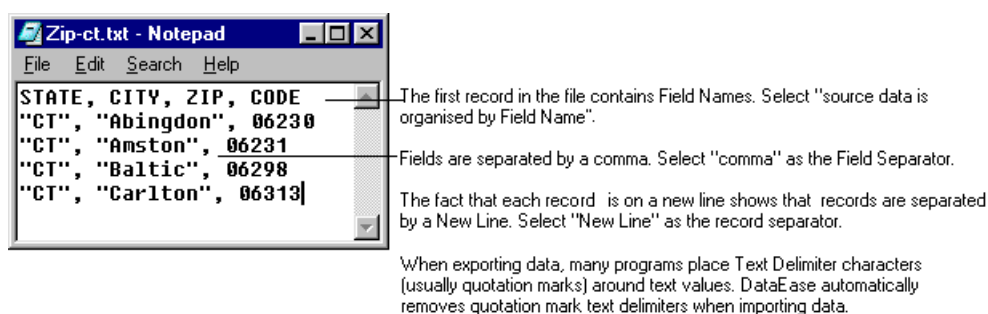 Zip-ct.txt - Notepad
File Edit Search Help
STATE, CITY, ZIP, CODE
"CT", "Abingdon", 06230
"CT", "Amston", 06231
"CT", "Baltic", 06298
"CT", "Carlton", 06313
The first record in the file contains Field Names. Select "source data is
organised by Field Name".
Fields are separated by a comma. Select "comma" as the Field Separator.
The fact that each record is on a new line shows that records are separated
by a New Line. Select "New Line" as the record separator.
When exporting data, many programs place Text Delimiter characters
(usually quotation marks) around text values. DataEase automatically
removes quotation mark text delimiters when importing data.